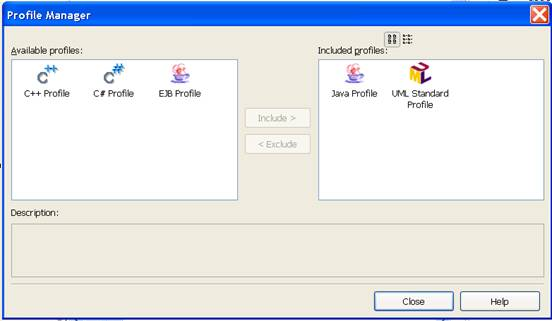 Profile Manager
Available profiles:
Included profiles:
C++ Profile
C# Profile
EJB Profile
Java Profile
UML Standard
Profile
Include >
< Exclude
Description:
Close
Help